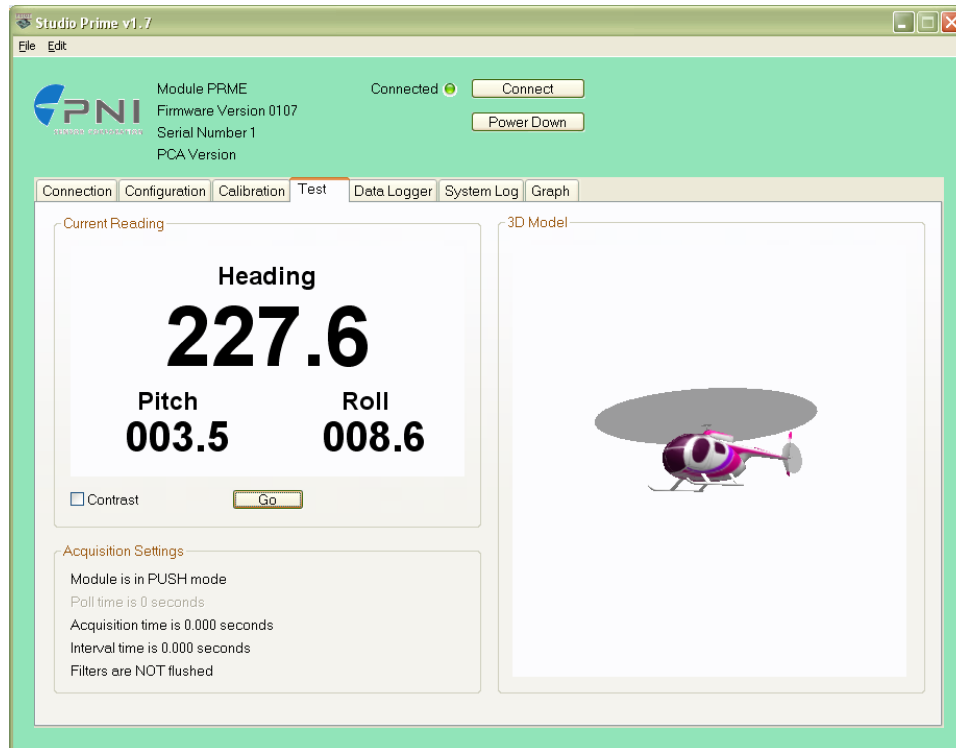 Studio Prime v1.7
File Edit
PNI
Module PRME
Firmware Version 0107
Serial Number 1
PCA Version
Connected
Connect
Power Down
Connection Configuration Calibration Test Data Logger System Log Graph
Current Reading
Heading
227.6
Pitch Roll
003.5 008.6
Contrast Go
3D Model
Acquisition Settings
Module is in PUSH mode
Poll time is 0 seconds
Acquisition time is 0.000 seconds
Interval time is 0.000 seconds
Filters are NOT flushed